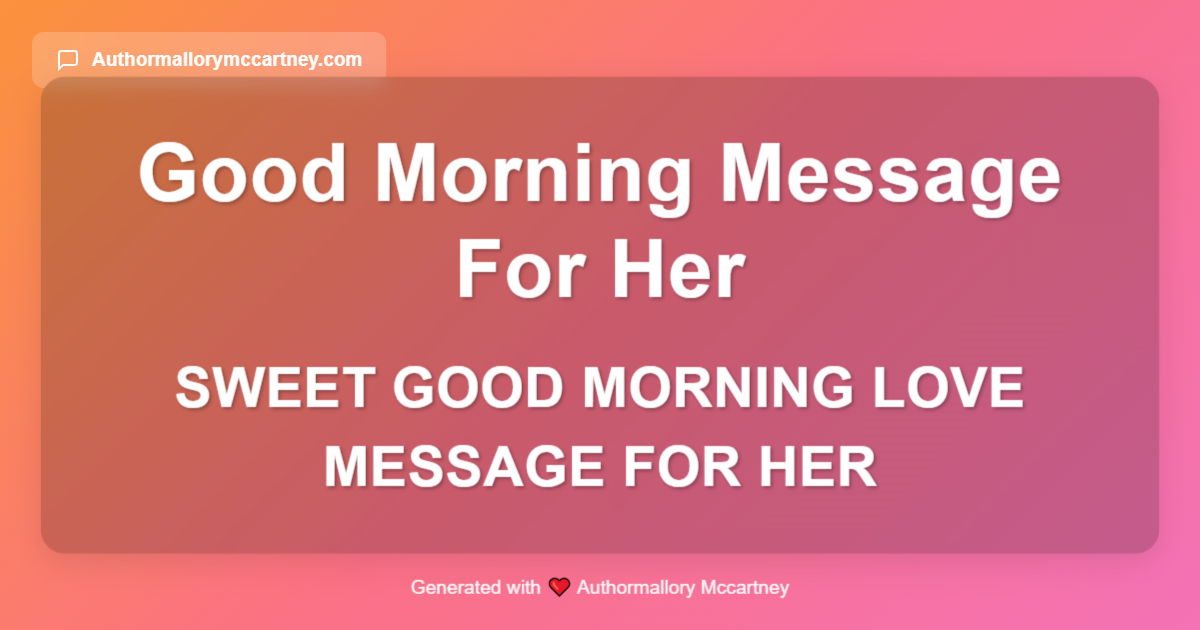 Authormallorymccartney.com
Good Morning Message
For Her
SWEET GOOD MORNING LOVE
MESSAGE FOR HER
Generated with ❤️ Authormallory Mccartney